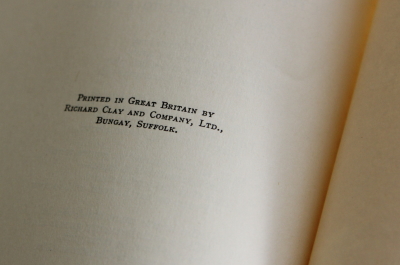 Printed in Great Britain by
Richard Clay and Company, Ltd.,
Bungay, Suffolk.